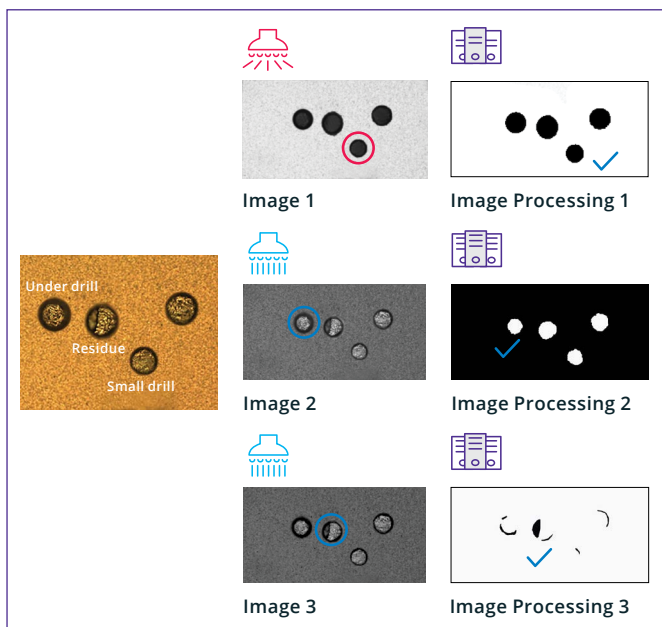 Image 1
Image Processing 1
Under drill
Residue
Small drill
Image 2
Image Processing 2
Image 3
Image Processing 3